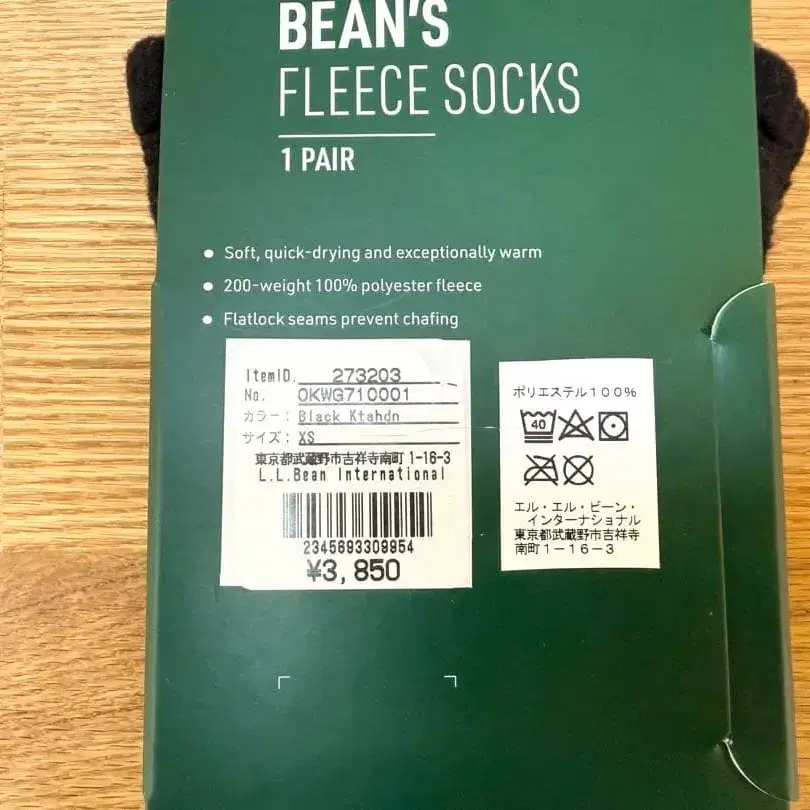 BEAN'S
FLEECE SOCKS
1 PAIR
• Soft, quick-drying and exceptionally warm
• 200-weight 100% polyester fleece
• Flatlock seams prevent chafing
ItemID. 273203
No. 0KWG710001
カラー: Black Ktahdn
サイズ: XS
東京都武蔵野市吉祥寺南町1-16-3
L.L.Bean International
2345693309954
¥3,850
ポリエステル100%
40
エル・エル・ビーン・
インターナショナル
東京都武蔵野市吉祥寺
南町1-16-3